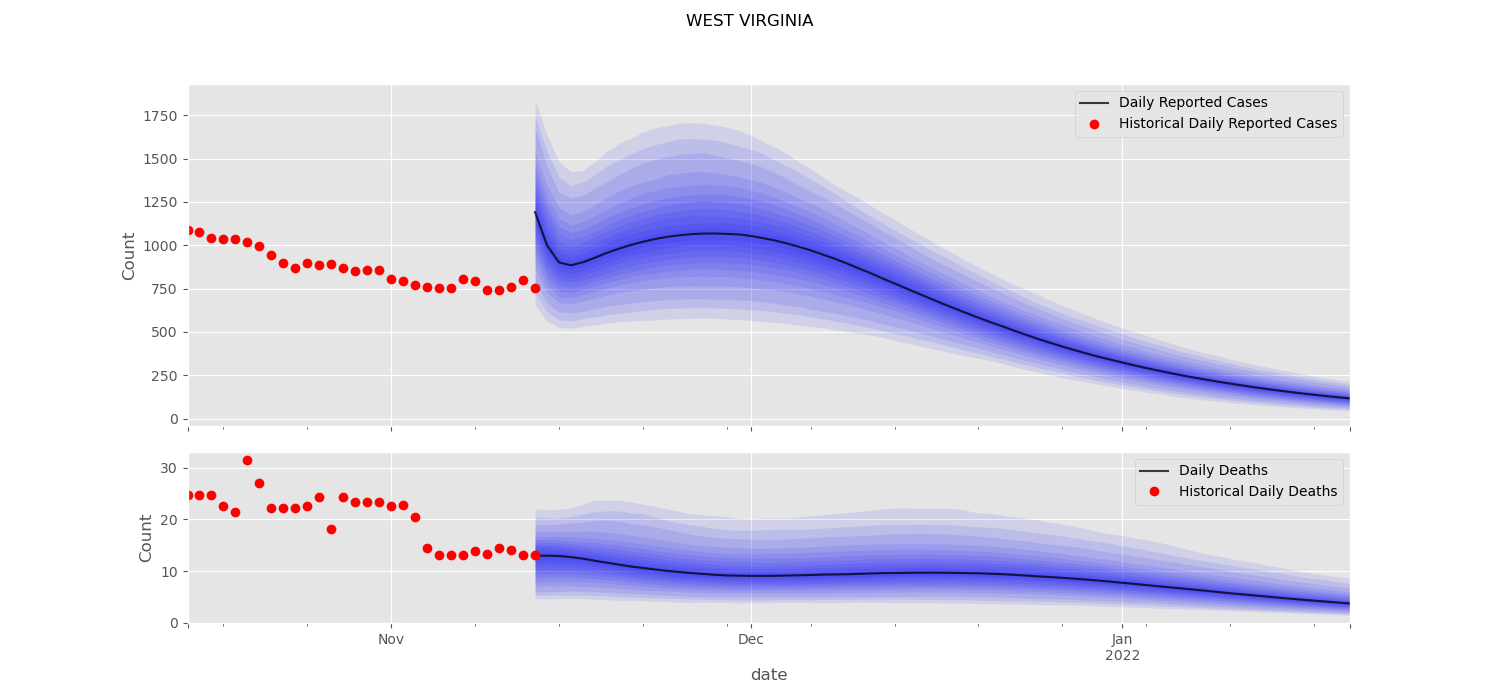 WEST VIRGINIA
Count
1750
1500
1250
1000
750
500
250
0
Daily Reported Cases
Historical Daily Reported Cases
Count
30
20
10
0
Daily Deaths
Historical Daily Deaths
Nov
Dec
Jan
2022
date